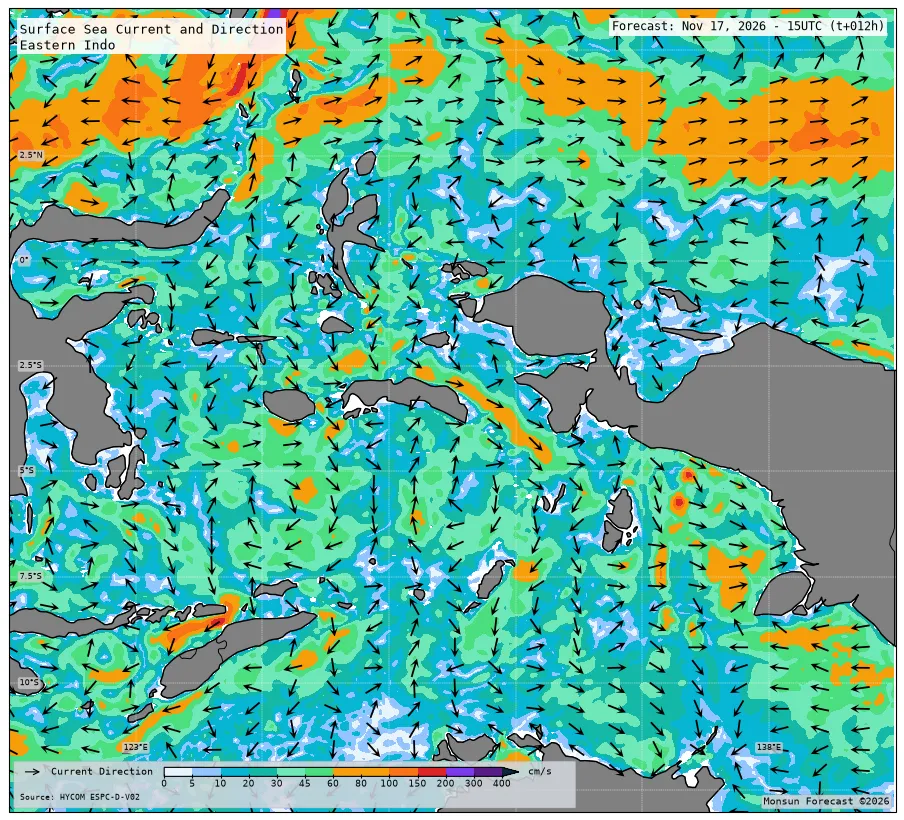 Surface Sea Current and Direction
Eastern Indo
Forecast: Nov 17, 2026 - 15UTC (t+012h)
2.5°N
0°
2.5°S
5°S
7.5°S
10°S
123°E
138°E
Current Direction
0 5 10 20 30 45 60 80 100 150 200 300 400
cm/s
Source: HYCOM ESPC-D-V02
Monsun Forecast ©2026